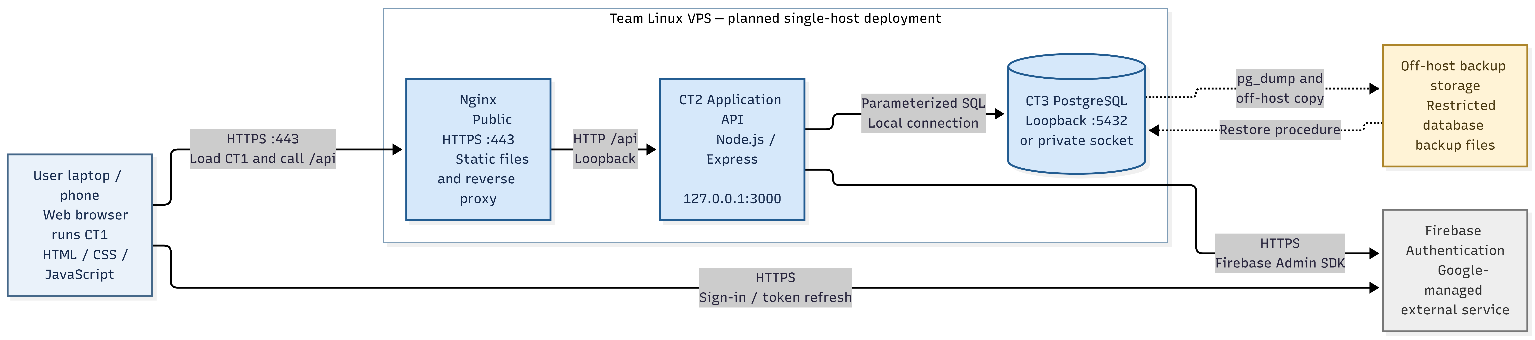 Team Linux VPS — planned single-host deployment
User laptop /
phone
Web browser
runs CT1
HTML / CSS /
JavaScript
HTTPS :443
Load CT1 and call /api
Nginx
Public
HTTPS :443
Static files
and reverse
proxy
HTTP /api
Loopback
CT2 Application
API
Node.js /
Express
127.0.0.1:3000
Parameterized SQL
Local connection
CT3 PostgreSQL
Loopback :5432
or private socket
pg_dump and
off-host copy
Restore procedure
Off-host backup
storage
Restricted
database
backup files
HTTPS
Firebase Admin SDK
HTTPS
Sign-in / token refresh
Firebase
Authentication
Google-
managed
external service